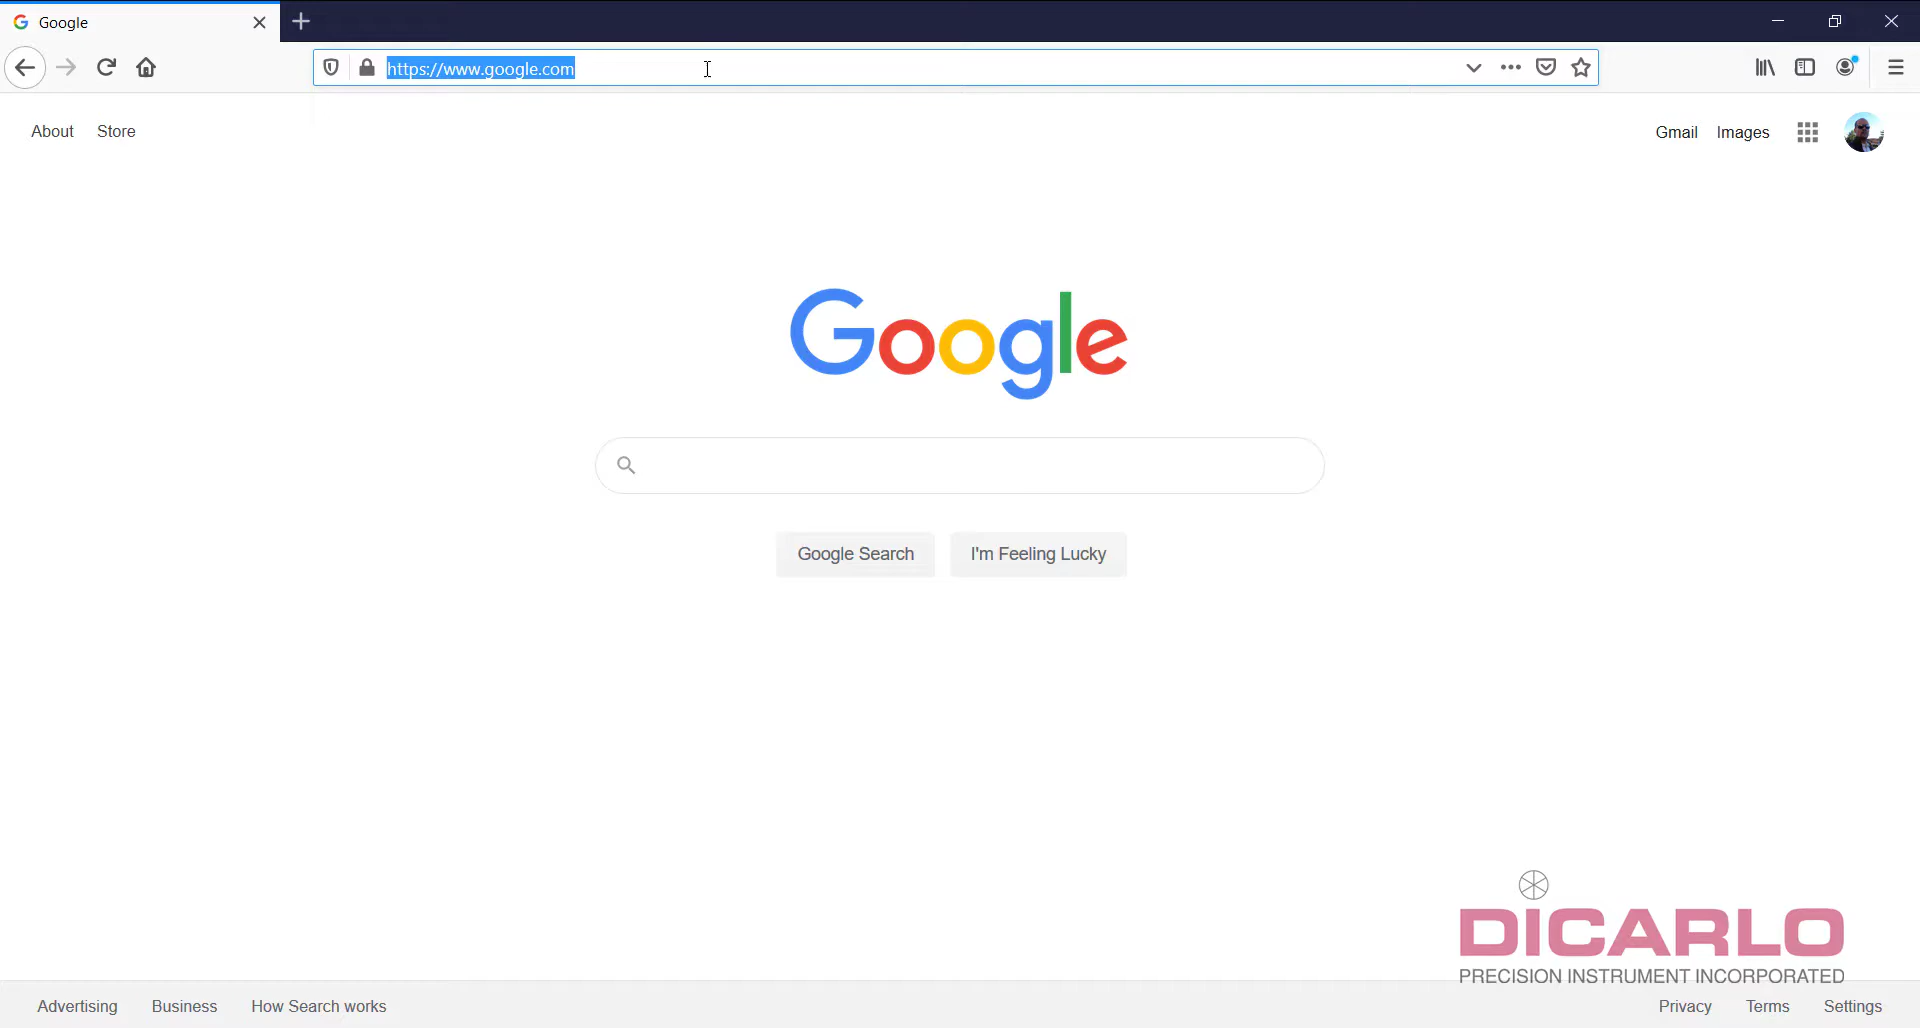 Google
https://www.google.com
About Store
Gmail Images
Google
Google Search I'm Feeling Lucky
DICARLO
PRECISION INSTRUMENT INCORPORATED
Advertising Business How Search works
Privacy Terms Settings